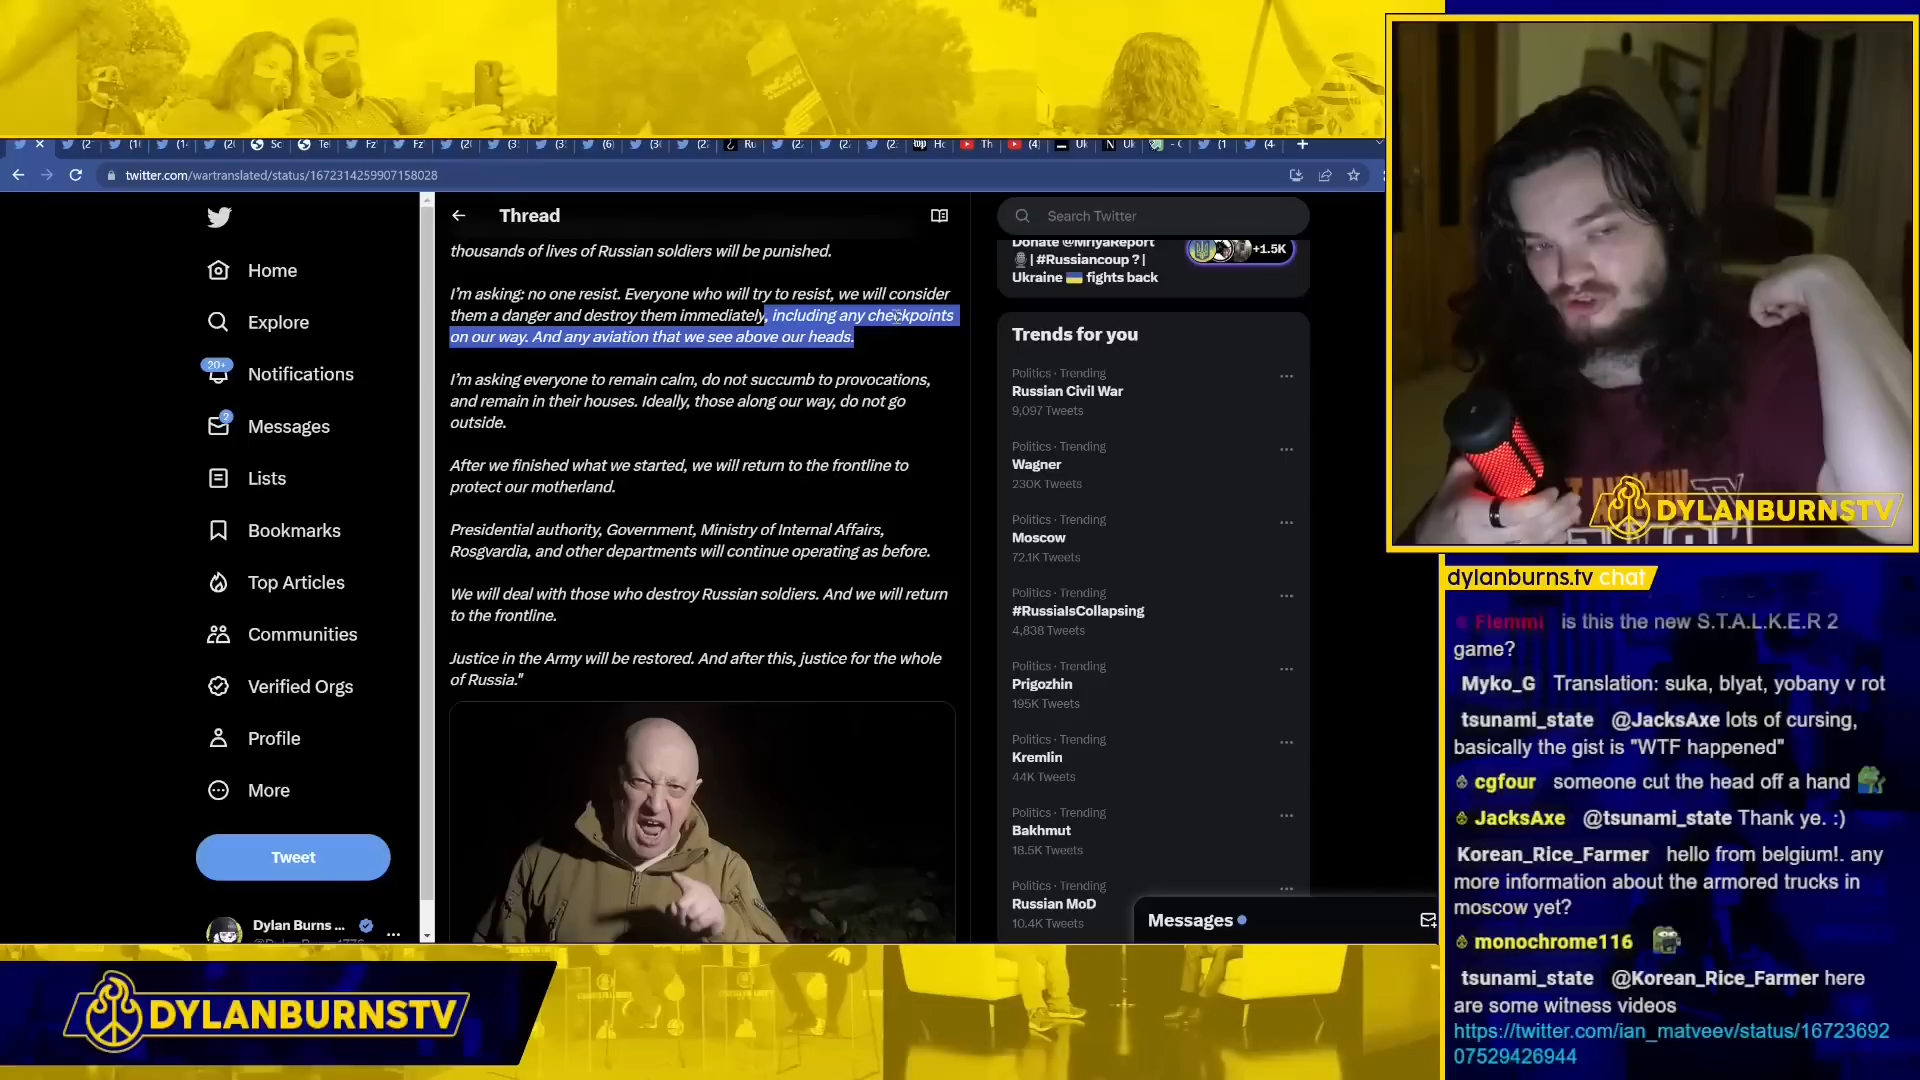 Sc
Te
Fz
Fz
Ru
Ho
Th
Uk
Uk
twitter.com/wartranslated/status/1672314259907158028
Home
Explore
20+
Notifications
2
Messages
Lists
Bookmarks
Top Articles
Communities
Verified Orgs
Profile
More
Tweet
Dylan Burns ...
Thread
thousands of lives of Russian soldiers will be punished.
I'm asking: no one resist. Everyone who will try to resist, we will consider
them a danger and destroy them immediately, including any checkpoints
on our way. And any aviation that we see above our heads.
I'm asking everyone to remain calm, do not succumb to provocations,
and remain in their houses. Ideally, those along our way, do not go
outside.
After we finished what we started, we will return to the frontline to
protect our motherland.
Presidential authority, Government, Ministry of Internal Affairs,
Rosgvardia, and other departments will continue operating as before.
We will deal with those who destroy Russian soldiers. And we will return
to the frontline.
Justice in the Army will be restored. And after this, justice for the whole
of Russia."
Search Twitter
Donate @MriyaReport
| #Russiancoup ? |
Ukraine fights back
+1.5K
Trends for you
Politics · Trending
Russian Civil War
9,097 Tweets
Politics · Trending
Wagner
230K Tweets
Politics · Trending
Moscow
72.1K Tweets
Politics · Trending
#RussiaIsCollapsing
4,838 Tweets
Politics · Trending
Prigozhin
195K Tweets
Politics · Trending
Kremlin
44K Tweets
Politics · Trending
Bakhmut
18.5K Tweets
Politics · Trending
Russian MoD
10.4K Tweets
Messages
DYLANBURNSTV
dylanburns.tv chat
Flemmi is this the new S.T.A.L.K.E.R 2
game?
Myko_G Translation: suka, blyat, yobany v rot
tsunami_state @JacksAxe lots of cursing,
basically the gist is "WTF happened"
cgfour someone cut the head off a hand
JacksAxe @tsunami_state Thank ye. :)
Korean_Rice_Farmer hello from belgium!. any
more information about the armored trucks in
moscow yet?
monochrome116
tsunami_state @Korean_Rice_Farmer here
are some witness videos
https://twitter.com/ian_matveev/status/16723692
07529426944
DYLANBURNSTV